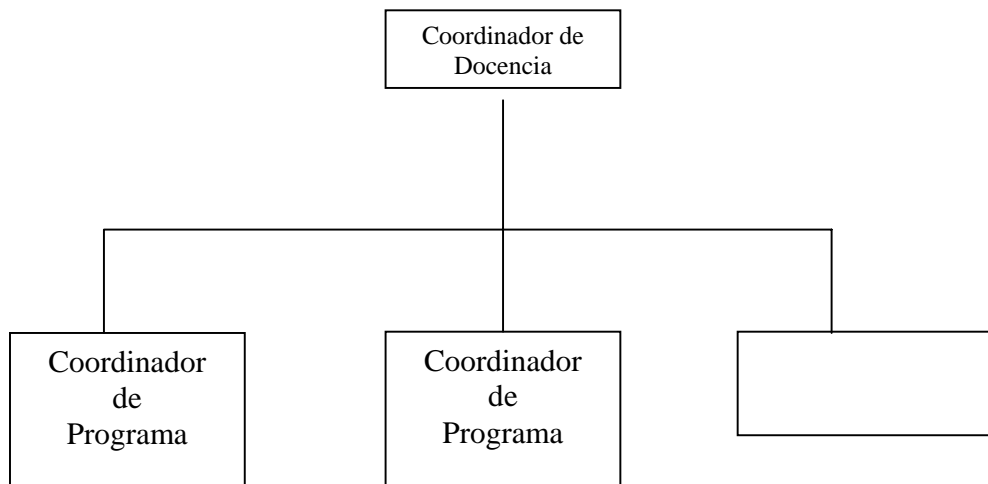 Coordinador de
Docencia
Coordinador
de
Programa
Coordinador
de
Programa